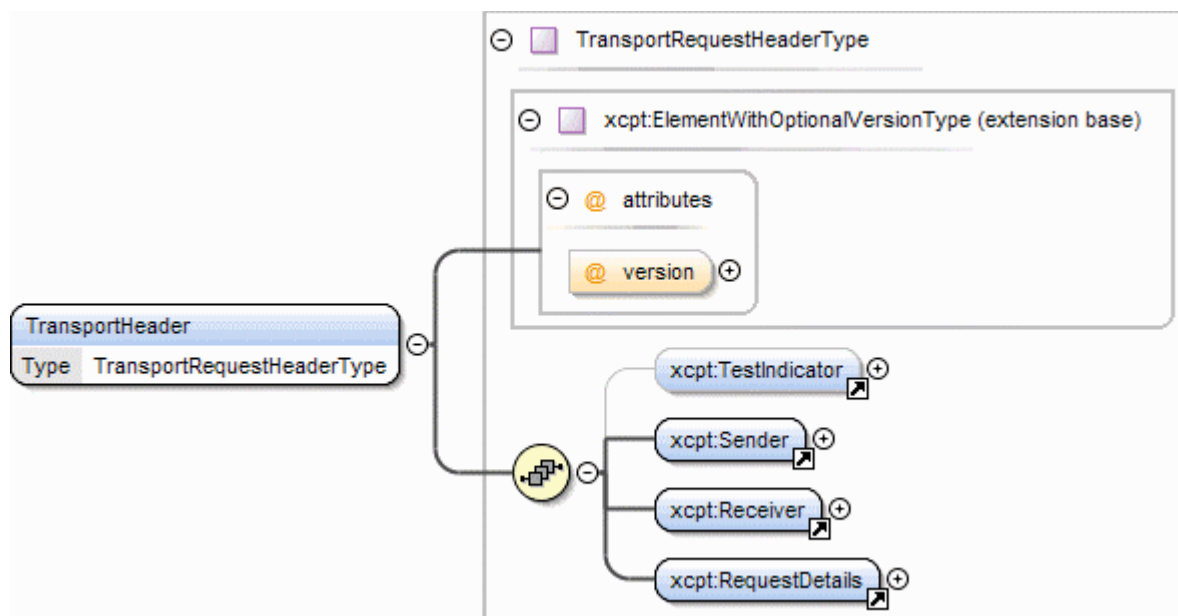 TransportRequestHeaderType
xcpt:ElementWithOptionalVersionType (extension base)
@ attributes
@ version
TransportHeader
Type TransportRequestHeaderType
xcpt:TestIndicator
xcpt:Sender
xcpt:Receiver
xcpt:RequestDetails